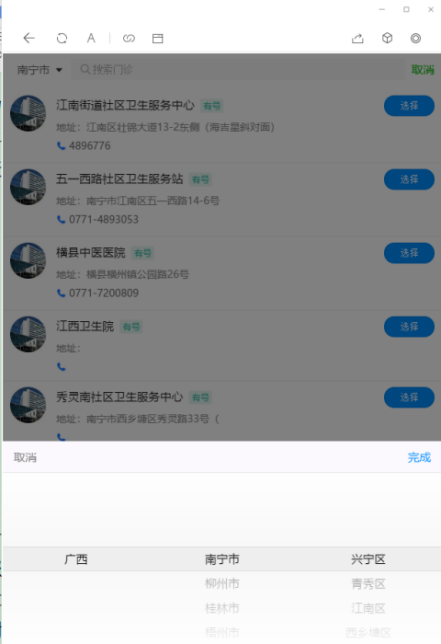 A
南宁市 搜索门诊 取消
江南街道社区卫生服务中心 有号 选择
地址：江南区壮锦大道13-2东侧（海吉星斜对面）
4896776
五一西路社区卫生服务站 有号 选择
地址：南宁市江南区五一西路14-6号
0771-4893053
横县中医医院 有号 选择
地址：横县横州镇公园路26号
0771-7200809
江西卫生院 有号 选择
地址：
秀灵南社区卫生服务中心 有号 选择
地址：南宁市西乡塘区秀灵路33号（
取消 完成
广西 南宁市 兴宁区
柳州市 青秀区
桂林市 江南区
梧州市 西乡塘区